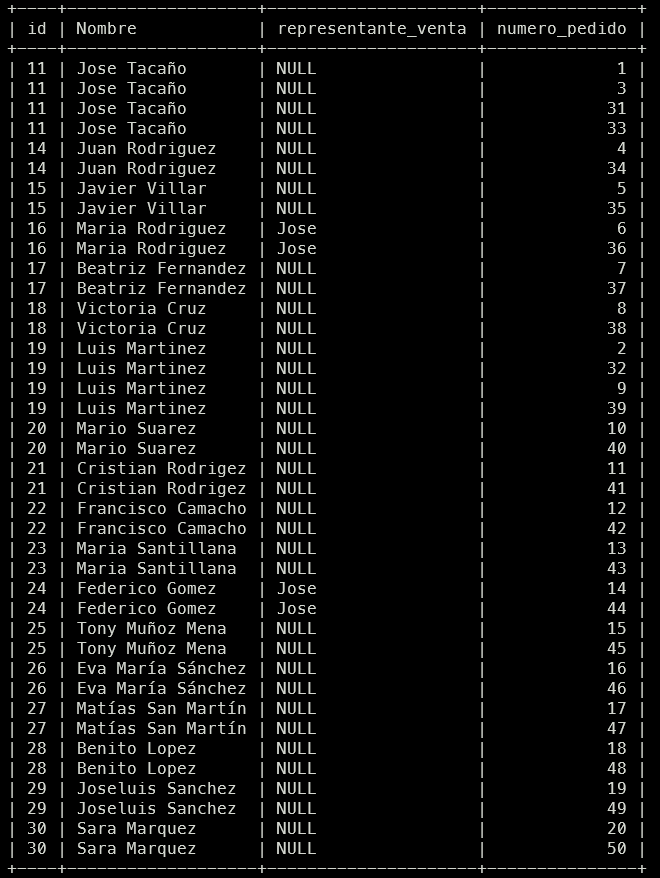 +----+-------------------+---------------------+---------------+
| id | Nombre            | representante_venta | numero_pedido |
+----+-------------------+---------------------+---------------+
| 11 | Jose Tacaño       | NULL                |             1 |
| 11 | Jose Tacaño       | NULL                |             3 |
| 11 | Jose Tacaño       | NULL                |            31 |
| 11 | Jose Tacaño       | NULL                |            33 |
| 14 | Juan Rodriguez    | NULL                |             4 |
| 14 | Juan Rodriguez    | NULL                |            34 |
| 15 | Javier Villar     | NULL                |             5 |
| 15 | Javier Villar     | NULL                |            35 |
| 16 | Maria Rodriguez   | Jose                |             6 |
| 16 | Maria Rodriguez   | Jose                |            36 |
| 17 | Beatriz Fernandez | NULL                |             7 |
| 17 | Beatriz Fernandez | NULL                |            37 |
| 18 | Victoria Cruz     | NULL                |             8 |
| 18 | Victoria Cruz     | NULL                |            38 |
| 19 | Luis Martinez     | NULL                |             2 |
| 19 | Luis Martinez     | NULL                |            32 |
| 19 | Luis Martinez     | NULL                |             9 |
| 19 | Luis Martinez     | NULL                |            39 |
| 20 | Mario Suarez      | NULL                |            10 |
| 20 | Mario Suarez      | NULL                |            40 |
| 21 | Cristian Rodrigez | NULL                |            11 |
| 21 | Cristian Rodrigez | NULL                |            41 |
| 22 | Francisco Camacho | NULL                |            12 |
| 22 | Francisco Camacho | NULL                |            42 |
| 23 | Maria Santillana  | NULL                |            13 |
| 23 | Maria Santillana  | NULL                |            43 |
| 24 | Federico Gomez    | Jose                |            14 |
| 24 | Federico Gomez    | Jose                |            44 |
| 25 | Tony Muñoz Mena   | NULL                |            15 |
| 25 | Tony Muñoz Mena   | NULL                |            45 |
| 26 | Eva María Sánchez | NULL                |            16 |
| 26 | Eva María Sánchez | NULL                |            46 |
| 27 | Matías San Martín | NULL                |            17 |
| 27 | Matías San Martín | NULL                |            47 |
| 28 | Benito Lopez      | NULL                |            18 |
| 28 | Benito Lopez      | NULL                |            48 |
| 29 | Joseluis Sanchez  | NULL                |            19 |
| 29 | Joseluis Sanchez  | NULL                |            49 |
| 30 | Sara Marquez      | NULL                |            20 |
| 30 | Sara Marquez      | NULL                |            50 |
+----+-------------------+---------------------+---------------+